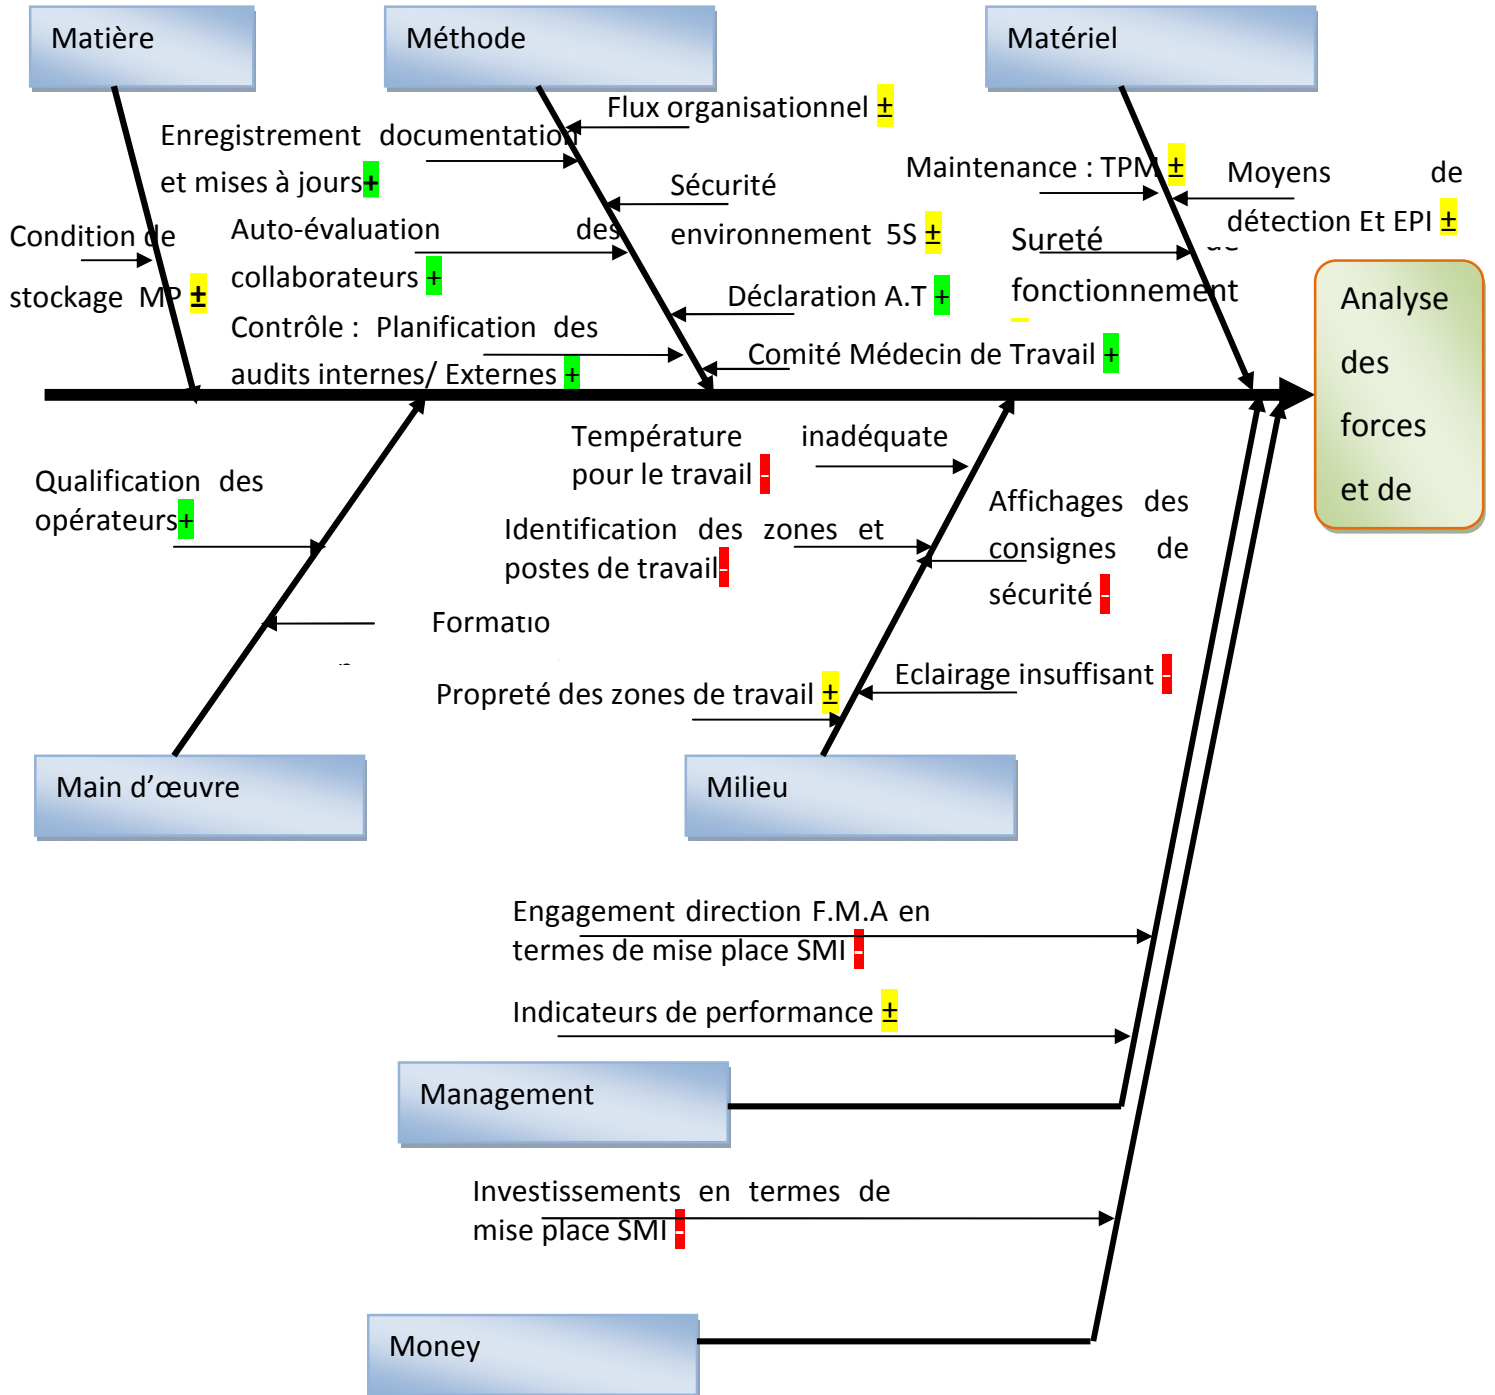 Matière
Méthode
Matériel
Flux organisationnel ±
Enregistrement documentation
et mises à jours+
Maintenance : TPM ±
Moyens de
détection Et EPI ±
Sécurité
environnement 5S ±
Condition de
stockage MP ±
Auto-évaluation des
collaborateurs +
Sureté de
fonctionnement
Déclaration A.T +
Contrôle : Planification des
audits internes/ Externes +
Comité Médecin de Travail +
Analyse
des
forces
et de
Température inadéquate
pour le travail -
Qualification des
opérateurs+
Identification des zones et
postes de travail-
Affichages des
consignes de
sécurité -
Formatio
Eclairage insuffisant -
Propreté des zones de travail ±
Main d’œuvre
Milieu
Engagement direction F.M.A en
termes de mise place SMI -
Indicateurs de performance ±
Management
Investissements en termes de
mise place SMI -
Money